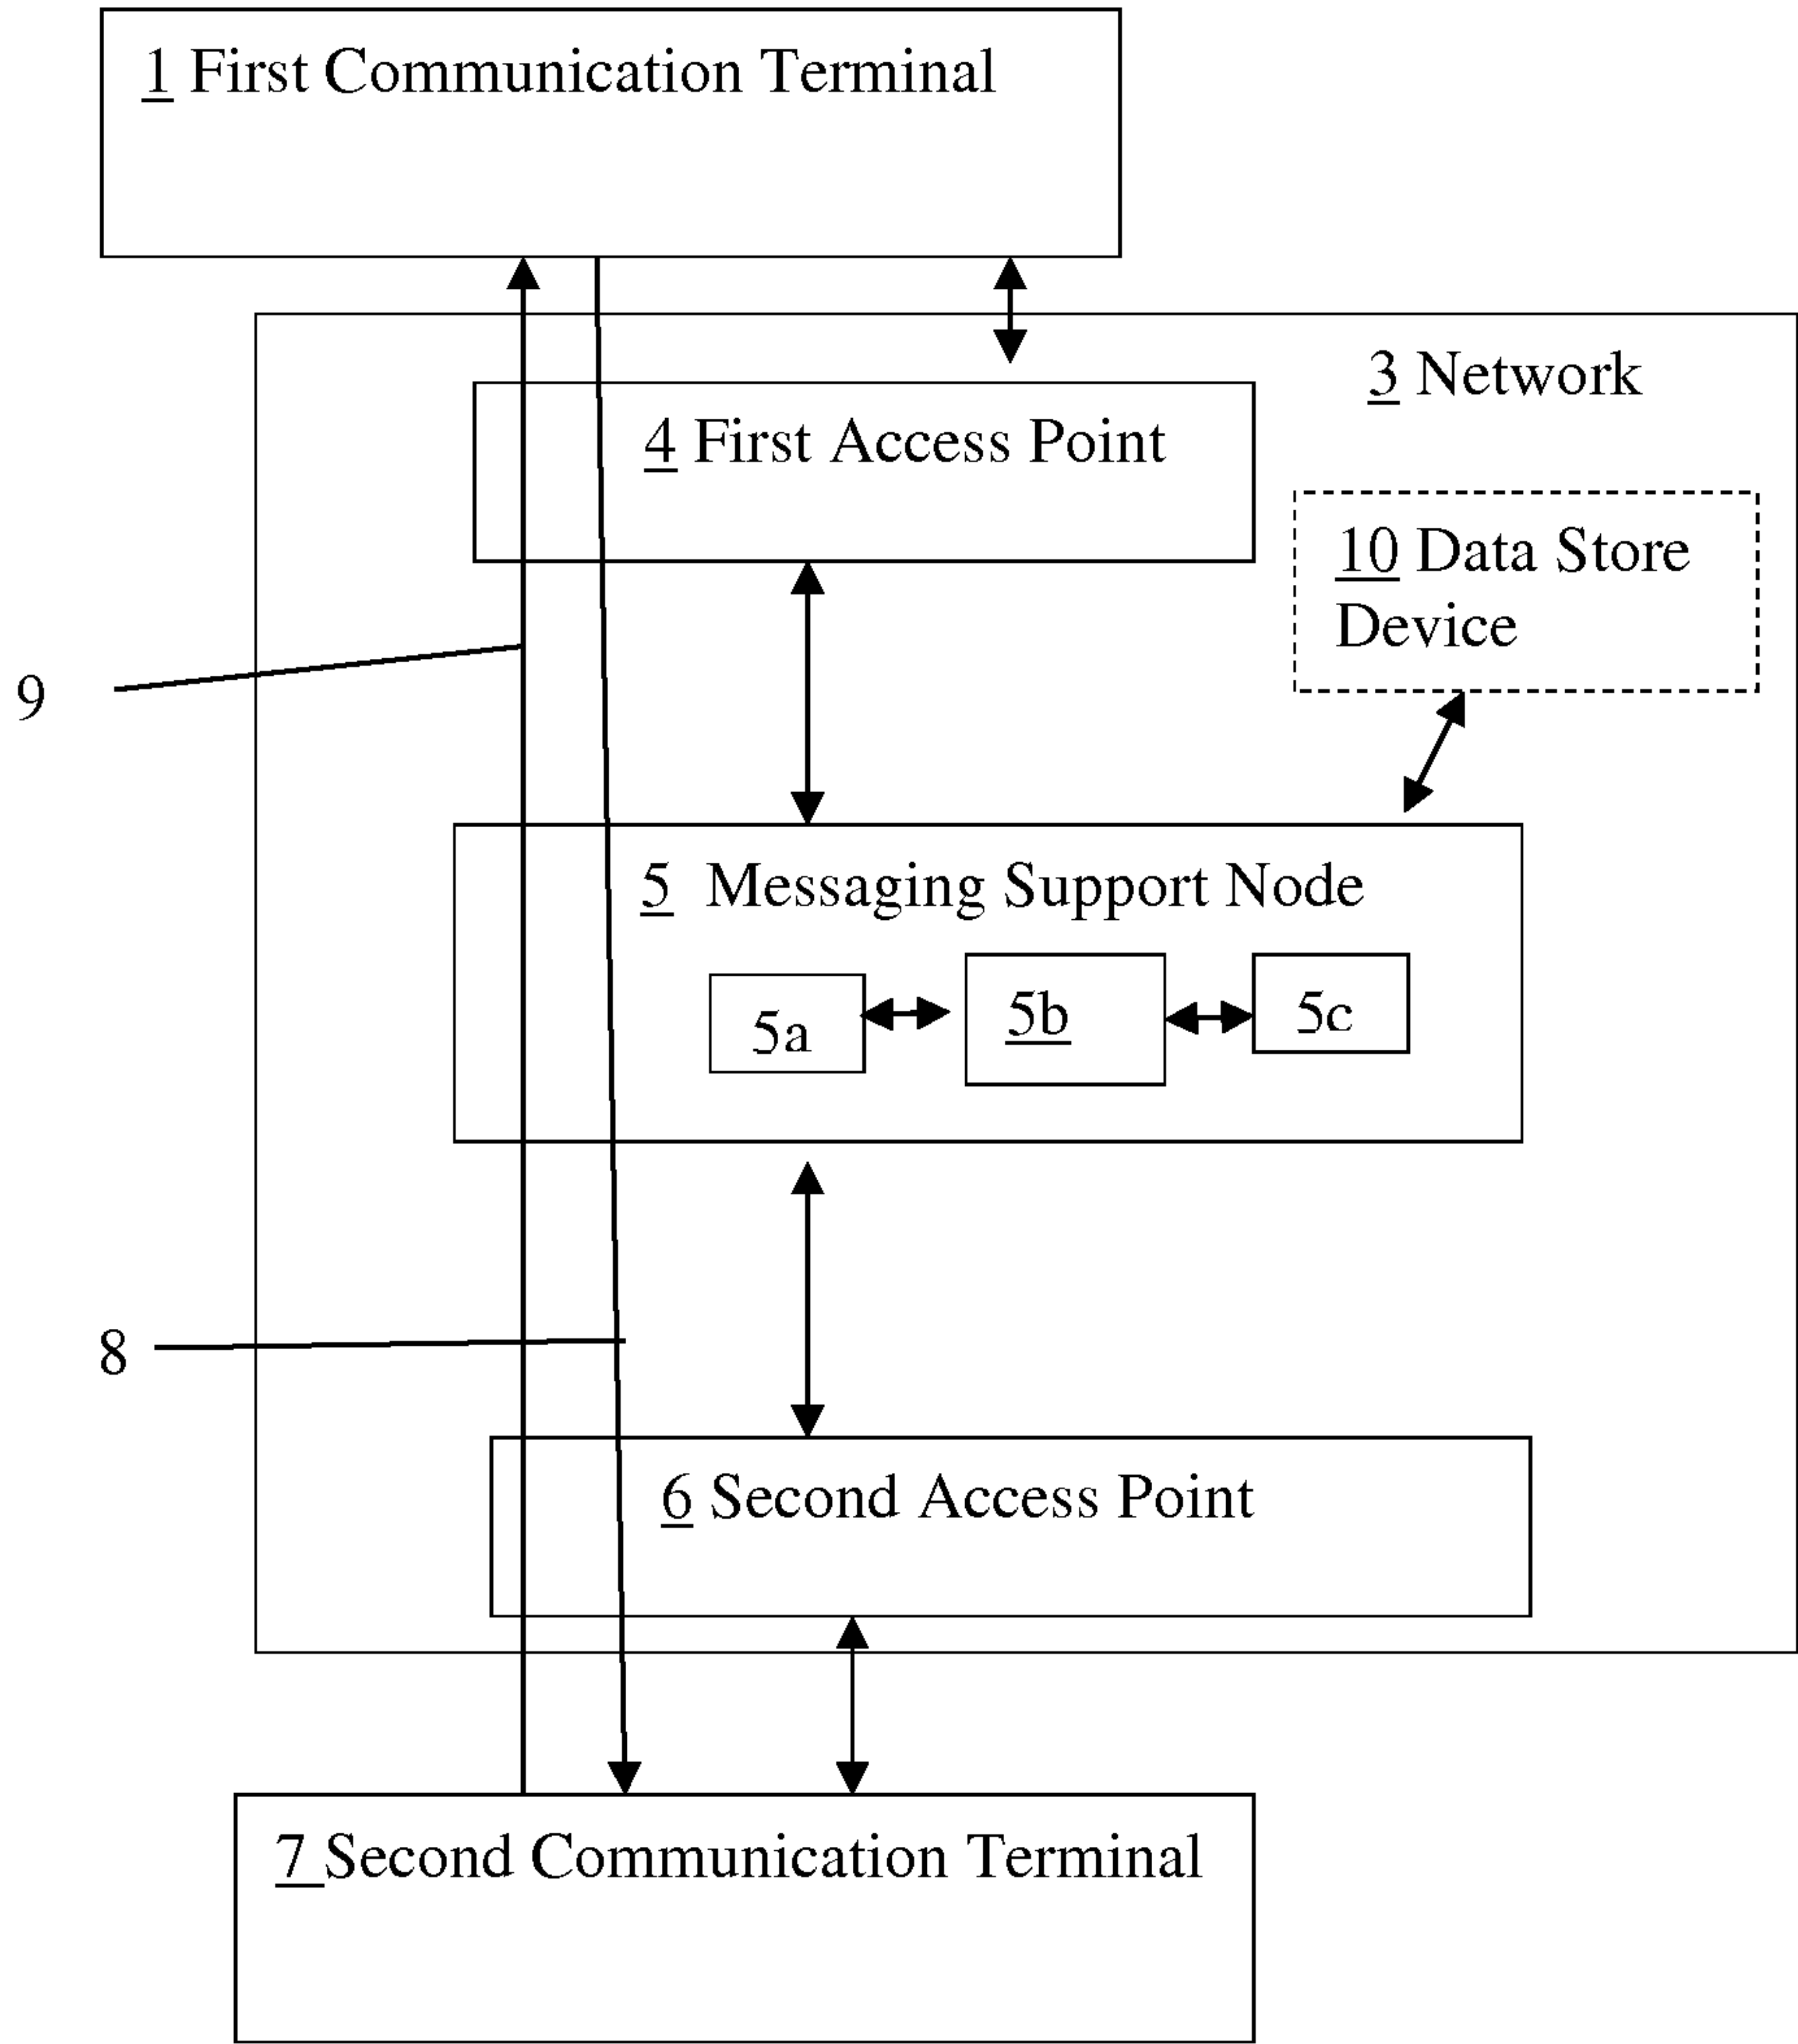 1 First Communication Terminal
3 Network
4 First Access Point
10 Data Store
Device
9
5 Messaging Support Node
5a
5b
5c
8
6 Second Access Point
7 Second Communication Terminal